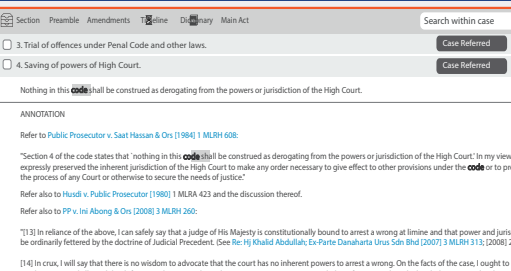 Section Preamble Amendments Timeline Dictionary Main Act Search within case
3. Trial of offences under Penal Code and other laws. Case Referred
4. Saving of powers of High Court. Case Referred
Nothing in this code shall be construed as derogating from the powers or jurisdiction of the High Court.
ANNOTATION
Refer to Public Prosecutor v. Saat Hassan & Ors [1984] 1 MLRH 608:
"Section 4 of the code states that `nothing in this code shall be construed as derogating from the powers or jurisdiction of the High Court.' In my view
expressly preserved the inherent jurisdiction of the High Court to make any order necessary to give effect to other provisions under the code or to pr
the process of any Court or otherwise to secure the needs of justice."
Refer also to Husdi v. Public Prosecutor [1980] 1 MLRA 423 and the discussion thereof.
Refer also to PP v. Ini Abong & Ors [2008] 3 MLRH 260:
"[13] In reliance of the above, I can safely say that a judge of His Majesty is constitutionally bound to arrest a wrong at limine and that power and juris
be ordinarily fettered by the doctrine of Judicial Precedent. (See Re: Hj Khalid Abdullah; Ex-Parte Danaharta Urus Sdn Bhd [2007] 3 MLRH 313; [2008] 2
[14] In crux, I will say that there is no wisdom to advocate that the court has no inherent powers to arrest a wrong. On the facts of the case, I ought to